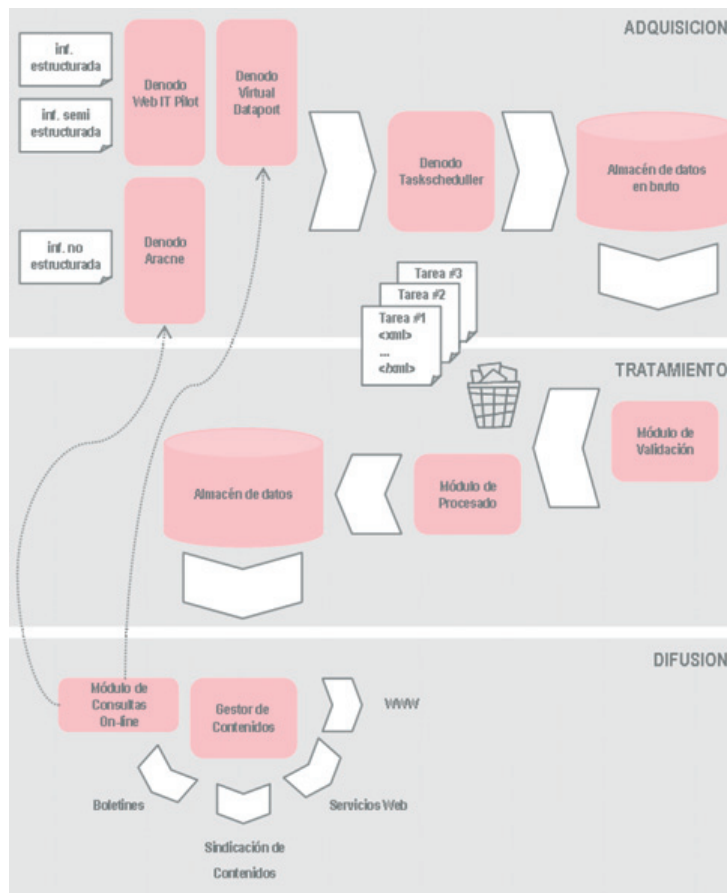 ADQUISICION
inf.
estructurada
inf. semi
estructurada
inf. no
estructurada
Denodo
Web IT Pilot
Denodo
Virtual
Dataport
Denodo
Aracne
Denodo
Taskscheduller
Almacén de datos
en bruto
Tarea #3
Tarea #2
Tarea #1
<xml>
...
</xml>
TRATAMIENTO
Módulo de
Validación
Módulo de
Procesado
Almacén de datos
DIFUSION
Módulo de
Consultas
On-line
Gestor de
Contenidos
WWW
Boletines
Servicios Web
Sindicación de
Contenidos